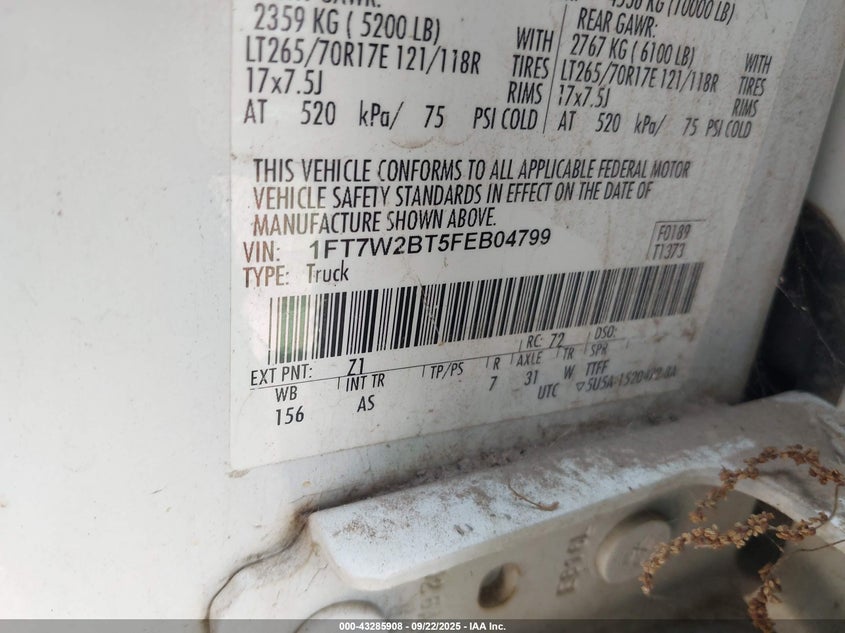 2359 KG ( 5200 LB)
LT265/70R17E 121/118R
17x7.5J
AT 520 kPa/ 75 PSI COLD
WITH
TIRES
RIMS
REAR GAWR:
2767 KG ( 6100 LB)
LT265/70R17E 121/118R
17x7.5J
AT 520 kPa/ 75 PSI COLD
WITH
TIRES
RIMS
THIS VEHICLE CONFORMS TO ALL APPLICABLE FEDERAL MOTOR
VEHICLE SAFETY STANDARDS IN EFFECT ON THE DATE OF
MANUFACTURE SHOWN ABOVE.
VIN: 1FT7W2BT5FEB04799
TYPE: Truck
F0189
T1373
EXT PNT: Z1 RC: Z2 DSO:
WB INT TR TP/PS R AXLE TR SPR
156 AS 7 31 W TTFF
UTC
000-43285908 - 09/22/2025 - IAA Inc.